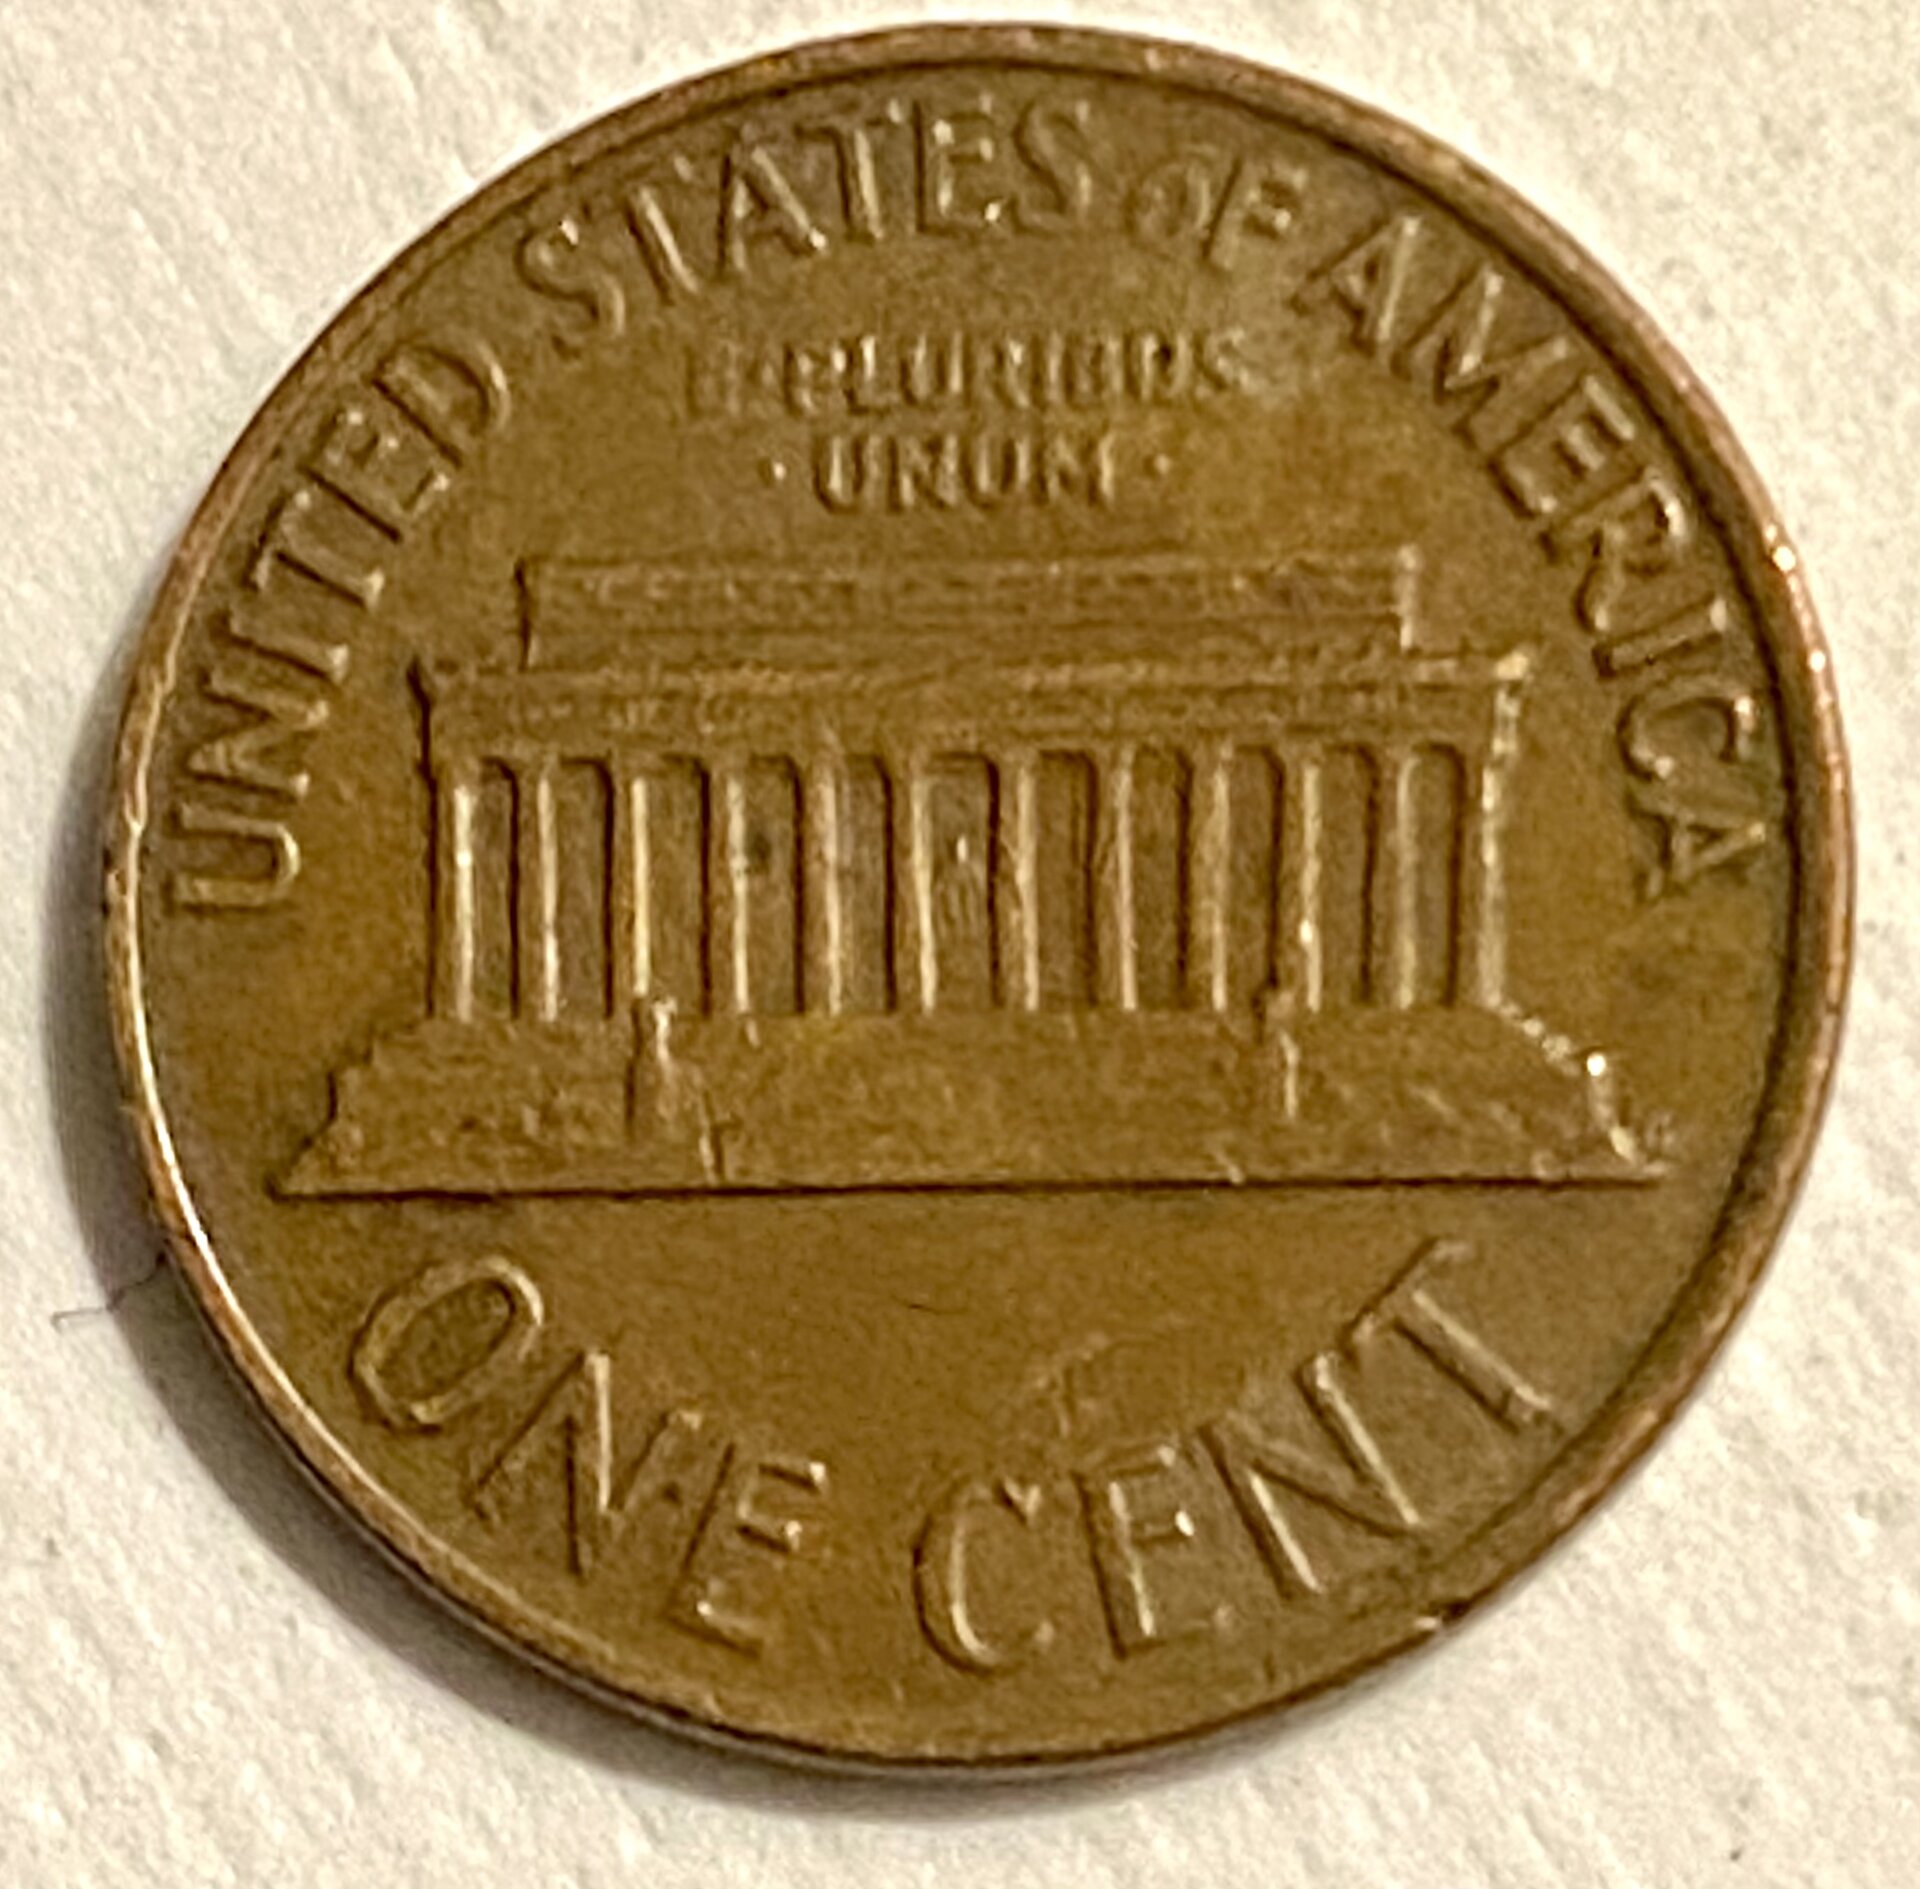 UNITED STATES OF AMERICA
E PLURIBUS
· UNUM ·
ONE CENT